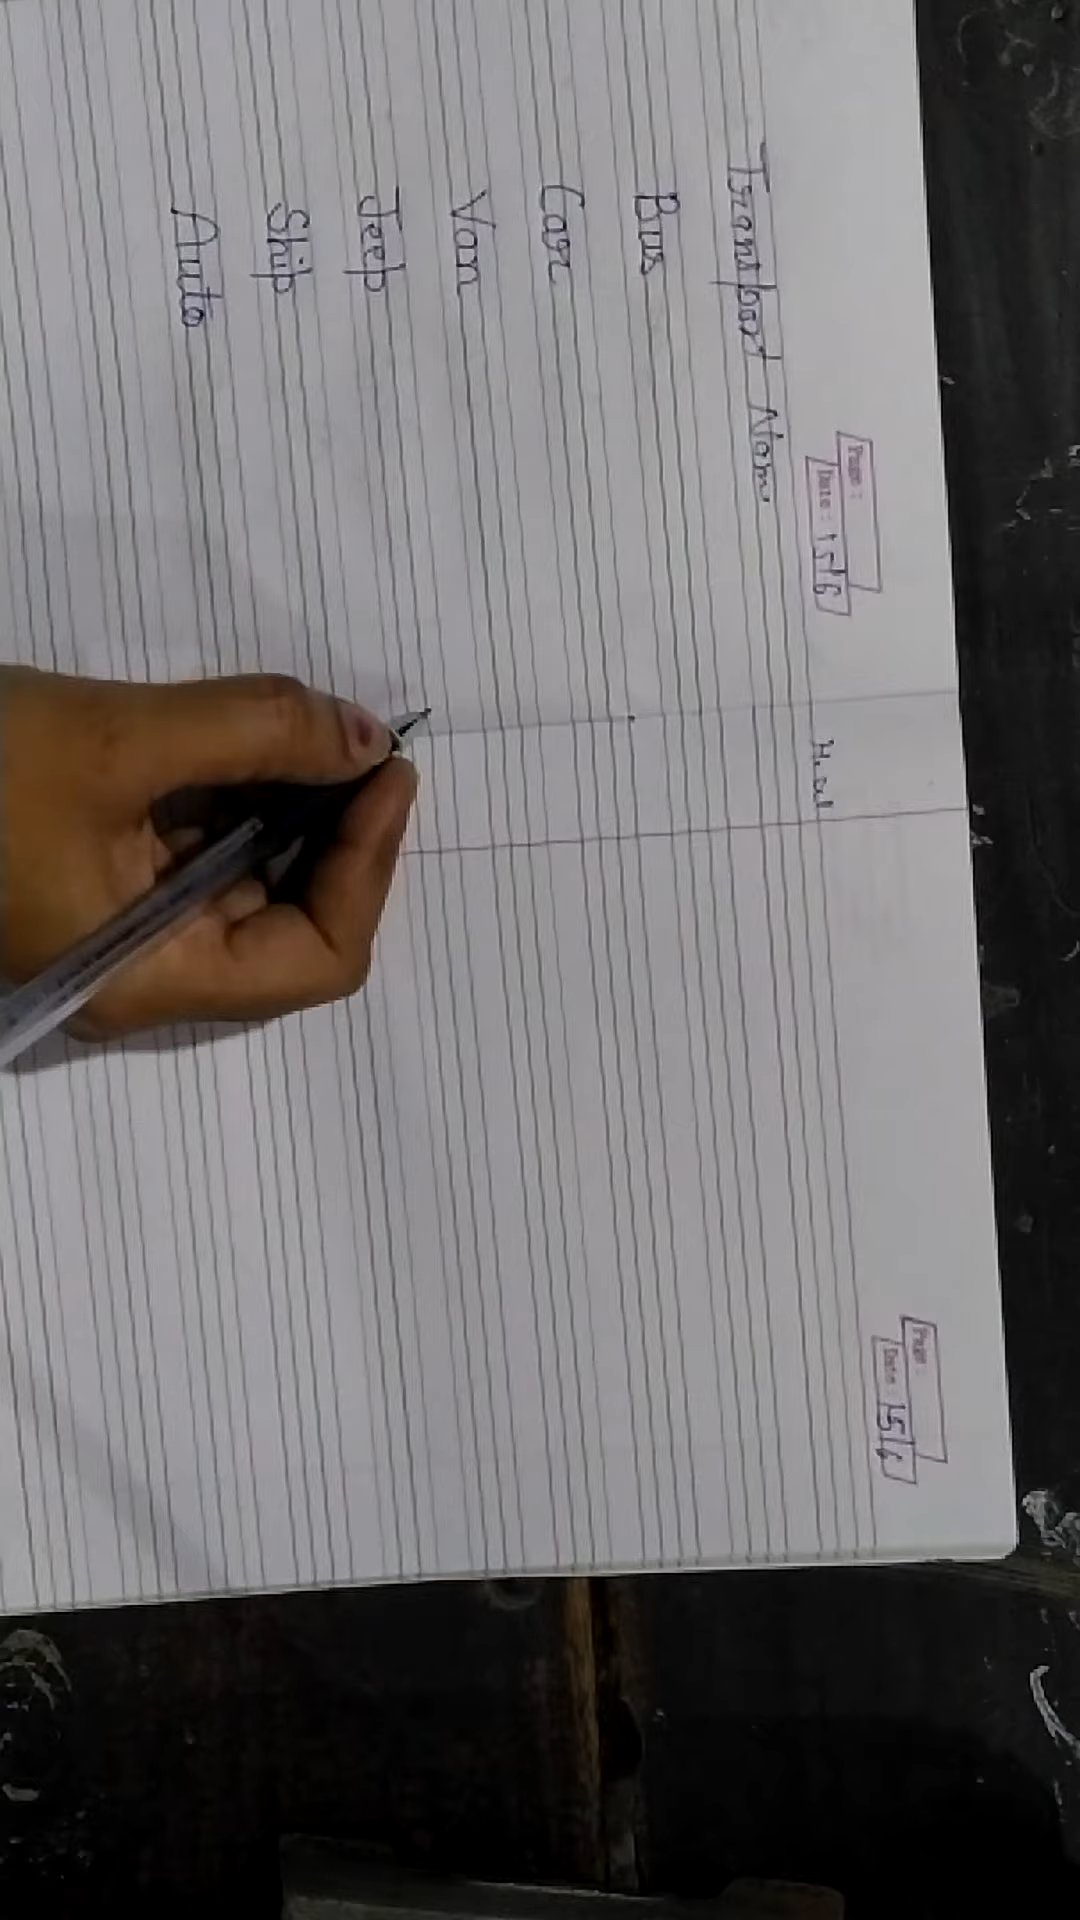 Page :
Date : 15/6
Transport Name
Bus
Car
Van
Jeep
Ship
Auto
H.W
Page :
Date : 15/6